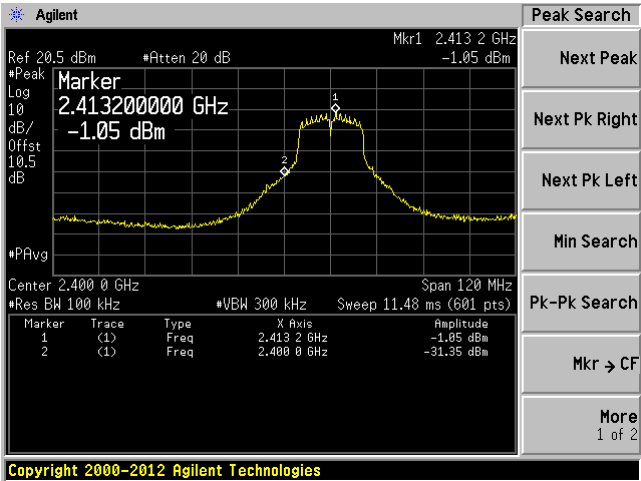 Agilent
Peak Search
Mkr1 2.413 2 GHz
Ref 20.5 dBm #Atten 20 dB -1.05 dBm
#Peak
Log
10
dB/
Offst
10.5
dB
#PAvg
Marker
2.413200000 GHz
-1.05 dBm
1
2
Center 2.400 0 GHz Span 120 MHz
#Res BW 100 kHz #VBW 300 kHz Sweep 11.48 ms (601 pts)
Marker Trace Type X Axis Amplitude
1 (1) Freq 2.413 2 GHz -1.05 dBm
2 (1) Freq 2.400 0 GHz -31.35 dBm
Next Peak
Next Pk Right
Next Pk Left
Min Search
Pk-Pk Search
Mkr → CF
More
1 of 2
Copyright 2000-2012 Agilent Technologies